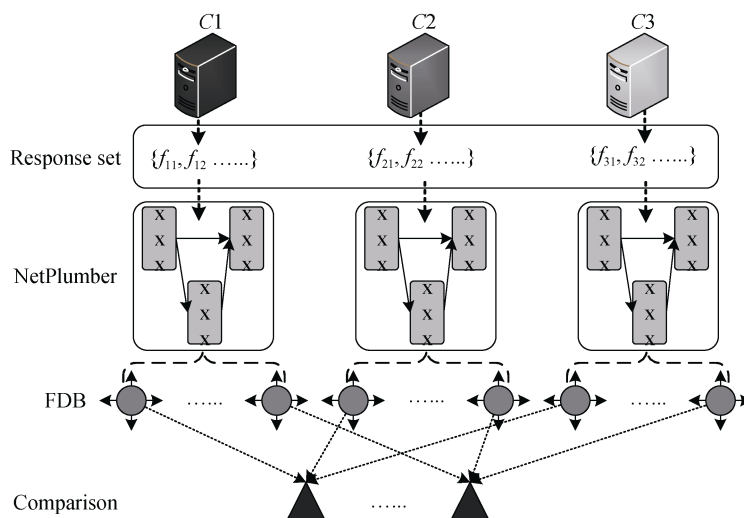 C1 C2 C3
Response set {f11, f12 ......} {f21, f22 ......} {f31, f32 ......}
X X X X X X
X X X X X X
X X X X X X
NetPlumber
X X X
X X X
X X X
FDB ...... ...... ......
Comparison ......